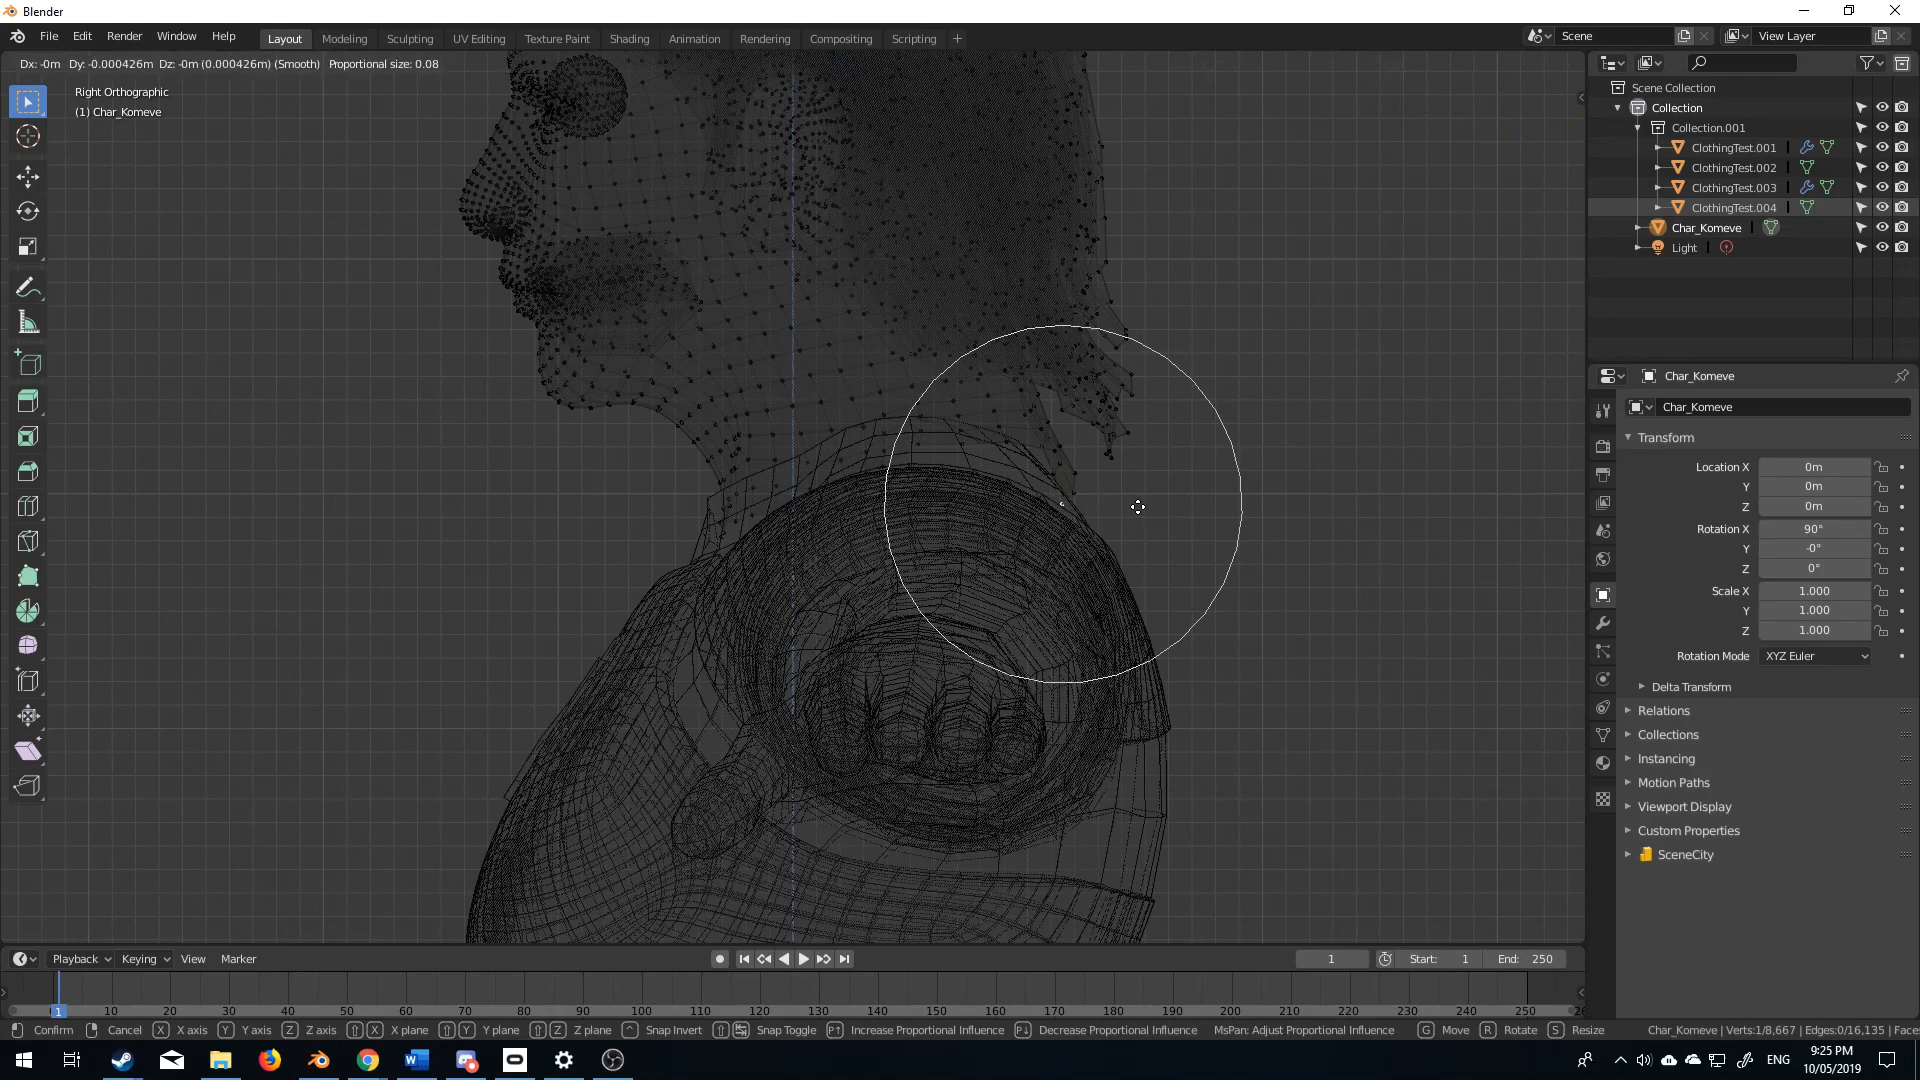 Blender
File Edit Render Window Help Layout Modeling Sculpting UV Editing Texture Paint Shading Animation Rendering Compositing Scripting + Scene View Layer
Dx: -0m Dy: -0.000426m Dz: -0m (0.000426m) (Smooth) Proportional size: 0.08
Right Orthographic
(1) Char_Komeve
Scene Collection
Collection
Collection.001
ClothingTest.001
ClothingTest.002
ClothingTest.003
ClothingTest.004
Char_Komeve
Light
Char_Komeve
Char_Komeve
Transform
Location X 0m
Y 0m
Z 0m
Rotation X 90°
Y -0°
Z 0°
Scale X 1.000
Y 1.000
Z 1.000
Rotation Mode XYZ Euler
Delta Transform
Relations
Collections
Instancing
Motion Paths
Viewport Display
Custom Properties
SceneCity
Playback Keying View Marker 1 Start: 1 End: 250
1 10 20 30 40 50 60 70 80 90 100 110 120 130 140 150 160 170 180 190 200 210 220 230 240 250 26
Confirm Cancel X X axis Y Y axis Z Z axis X X plane Y Y plane Z Z plane Snap Invert Snap Toggle P↑ Increase Proportional Influence P↓ Decrease Proportional Influence MsPan: Adjust Proportional Influence G Move R Rotate S Resize Char_Komeve | Verts:1/8,667 | Edges:0/16,135 | Faces
ENG
9:25 PM
10/05/2019